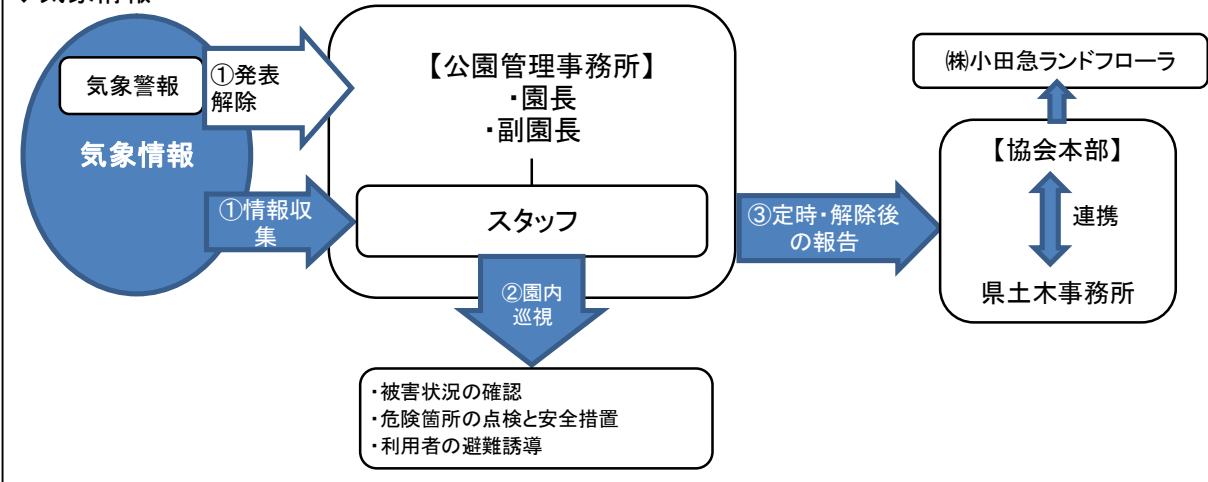 気象警報
気象情報
①発表
解除
①情報収
集
【公園管理事務所】
・園長
・副園長
スタッフ
②園内
巡視
・被害状況の確認
・危険箇所の点検と安全措置
・利用者の避難誘導
③定時・解除後
の報告
㈱小田急ランドフローラ
【協会本部】
連携
県土木事務所